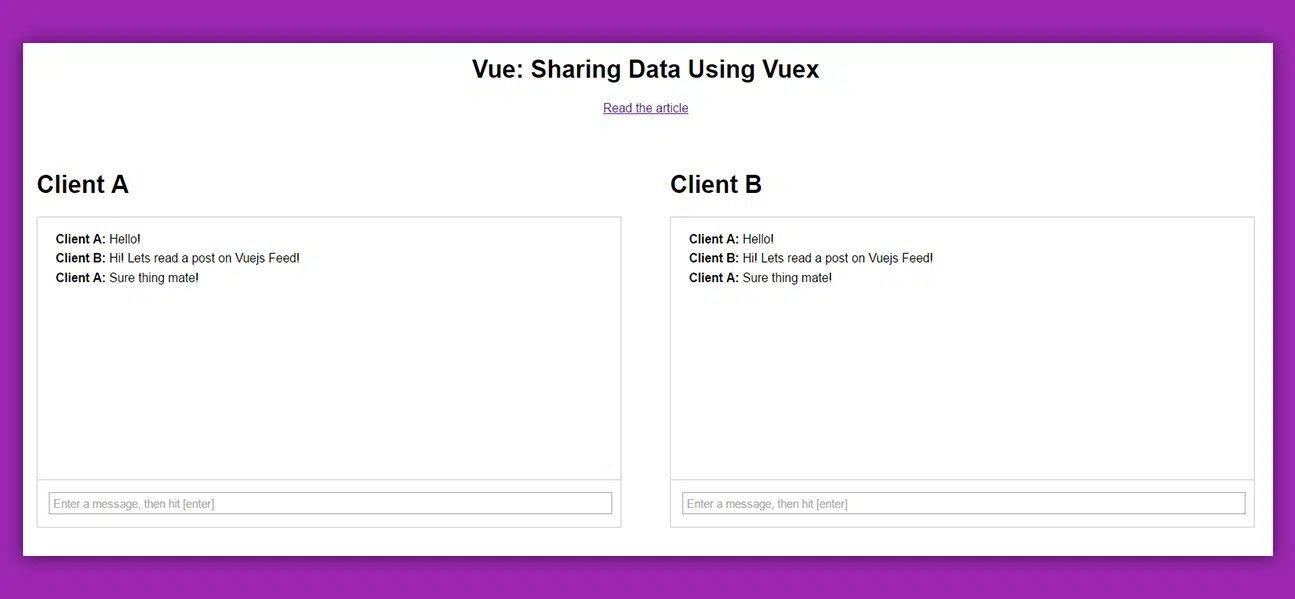 Vue: Sharing Data Using Vuex
Read the article
Client A
Client A: Hello!
Client B: Hi! Lets read a post on Vuejs Feed!
Client A: Sure thing mate!
Enter a message, then hit [enter]
Client B
Client A: Hello!
Client B: Hi! Lets read a post on Vuejs Feed!
Client A: Sure thing mate!
Enter a message, then hit [enter]